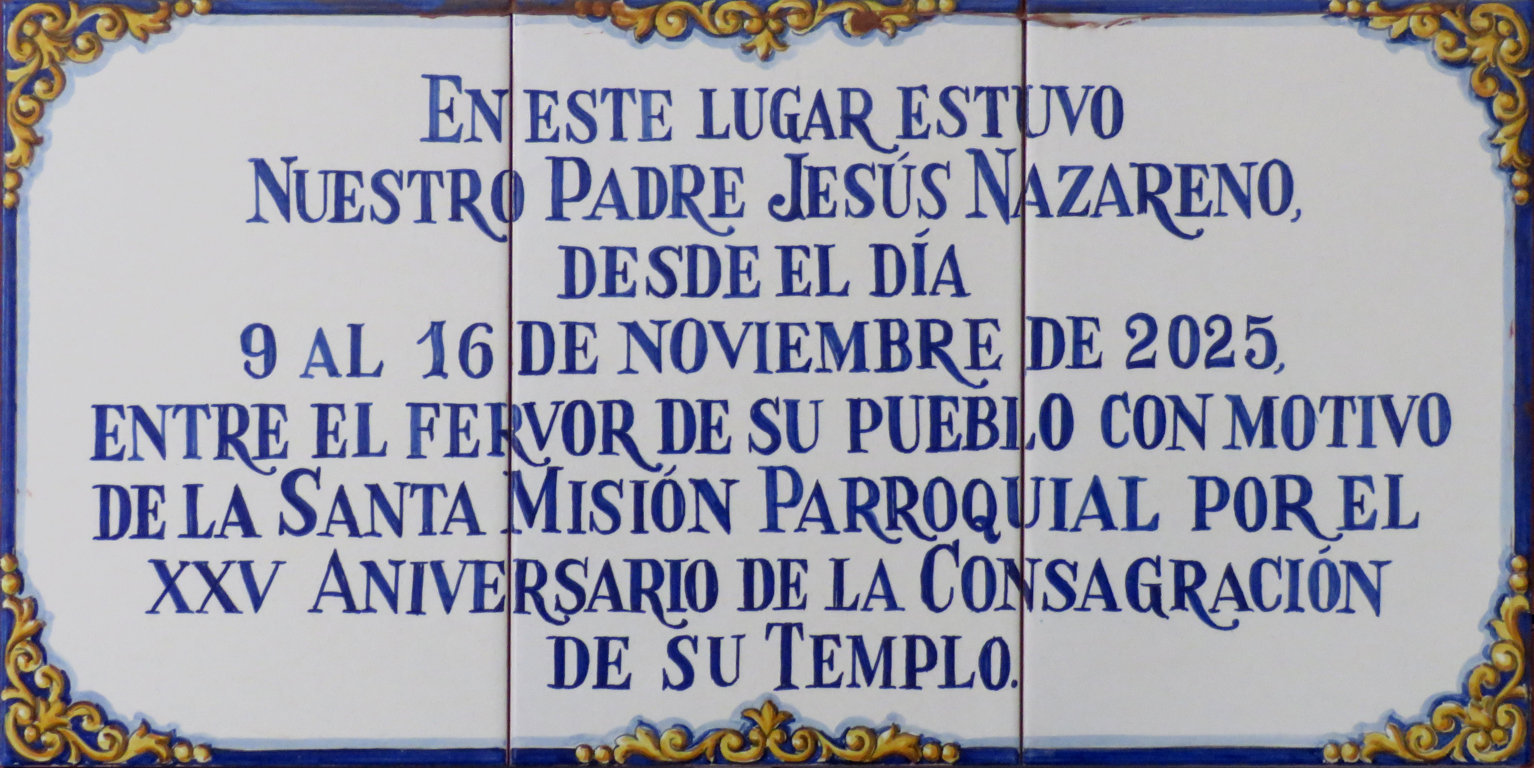 EN ESTE LUGAR ESTUVO
NUESTRO PADRE JESÚS NAZARENO,
DESDE EL DÍA
9 AL 16 DE NOVIEMBRE DE 2025,
ENTRE EL FERVOR DE SU PUEBLO CON MOTIVO
DE LA SANTA MISIÓN PARROQUIAL POR EL
XXV ANIVERSARIO DE LA CONSAGRACIÓN
DE SU TEMPLO.